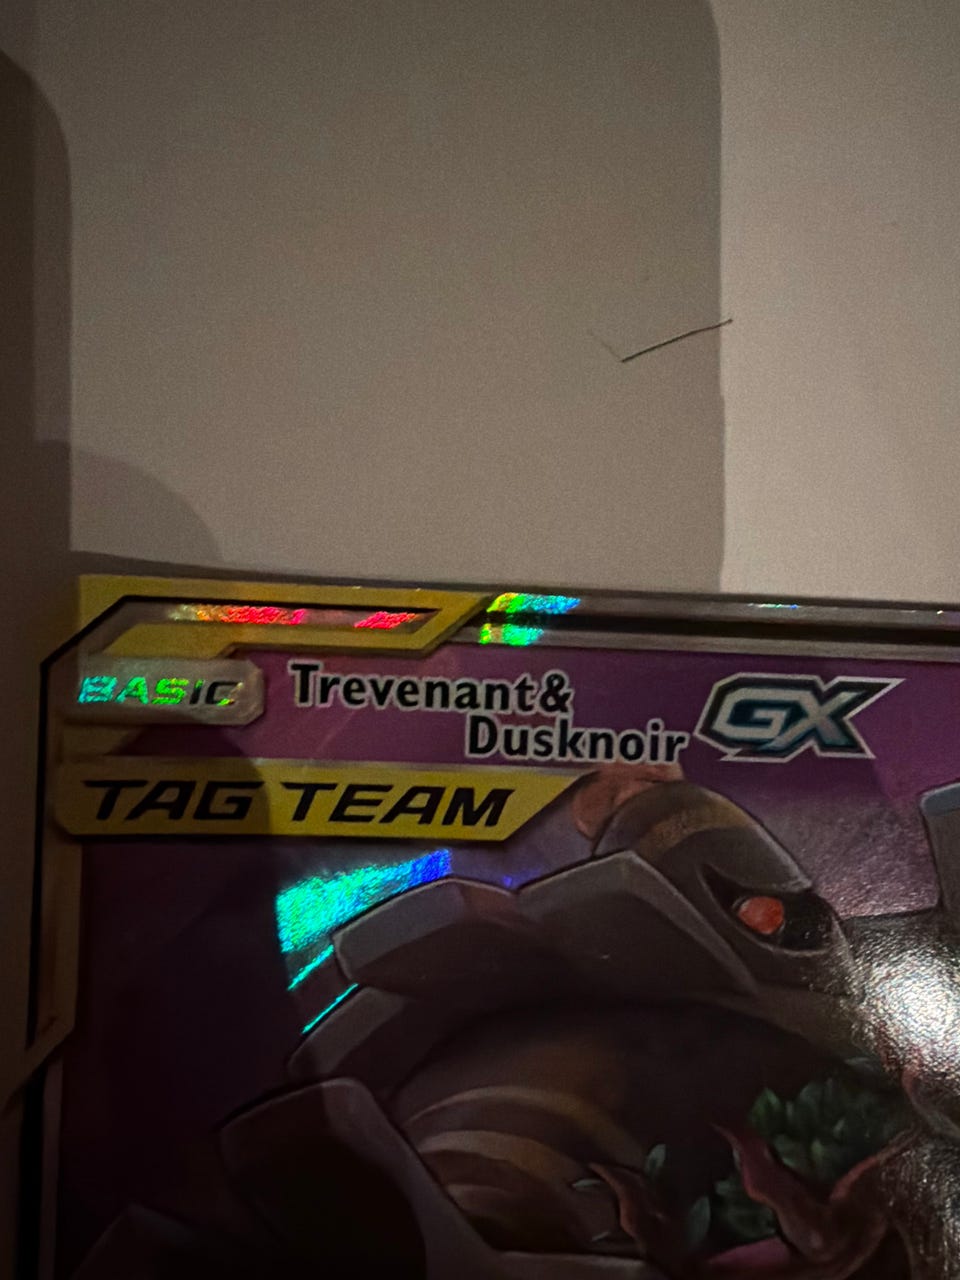 BASIC
Trevenant&
Dusknoir GX
TAG TEAM